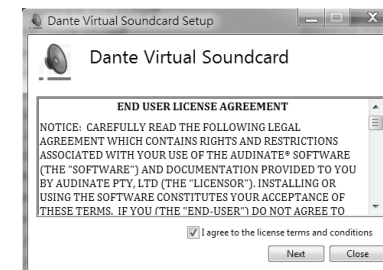 Dante Virtual Soundcard Setup
Dante Virtual Soundcard
END USER LICENSE AGREEMENT
NOTICE: CAREFULLY READ THE FOLLOWING LEGAL
AGREEMENT WHICH CONTAINS RIGHTS AND RESTRICTIONS
ASSOCIATED WITH YOUR USE OF THE AUDINATE® SOFTWARE
(THE "SOFTWARE") AND DOCUMENTATION PROVIDED TO YOU
BY AUDINATE PTY, LTD (THE "LICENSOR"). INSTALLING OR
USING THE SOFTWARE CONSTITUTES YOUR ACCEPTANCE OF
THESE TERMS. IF YOU (THE "END-USER") DO NOT AGREE TO
I agree to the license terms and conditions
Next Close